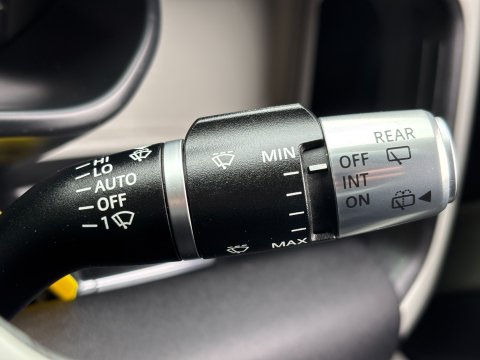 HI
LO
AUTO
OFF
1
MIN
MAX
REAR
OFF
INT
ON